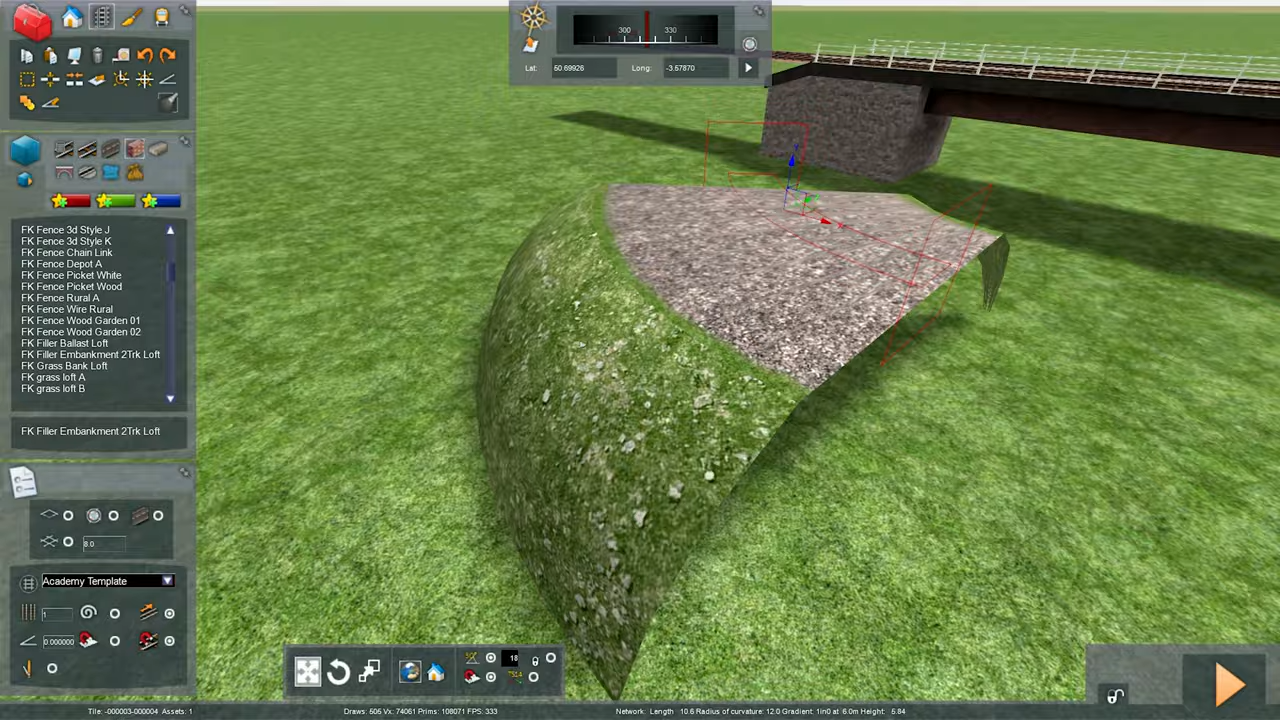 300 330
Lat: 50.69926 Long: -3.57870
FK Fence 3d Style J
FK Fence 3d Style K
FK Fence Chain Link
FK Fence Depot A
FK Fence Picket White
FK Fence Picket Wood
FK Fence Rural A
FK Fence Wire Rural
FK Fence Wood Garden 01
FK Fence Wood Garden 02
FK Filler Ballast Loft
FK Filler Embankment 2Trk Loft
FK Grass Bank Loft
FK grass loft A
FK grass loft B
FK Filler Embankment 2Trk Loft
8.0
Academy Template
1
0.000000
18
Tile: -000003-000004 Assets: 1
Draws: 505 Vx: 74061 Prims: 108071 FPS: 333
Network: Length 10.6 Radius of curvature: 12.0 Gradient: 1in0 at 6.0m Height: 5.84